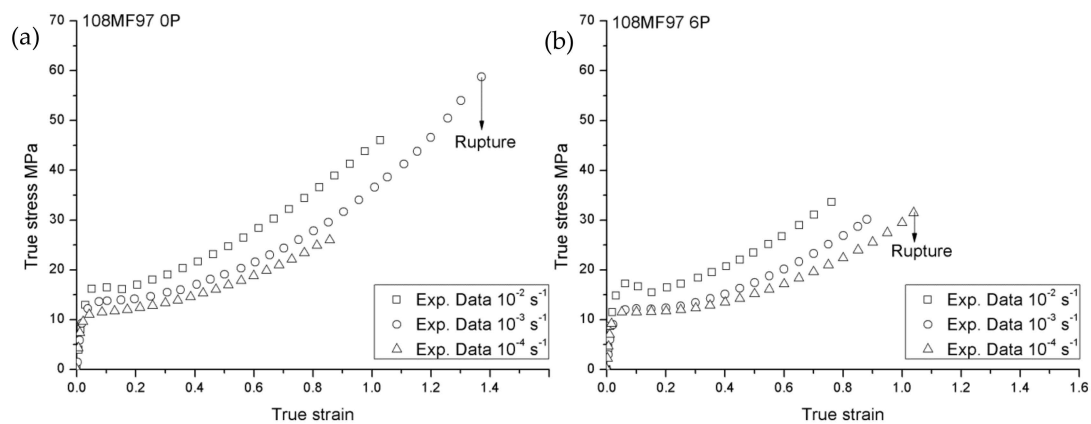 (a)
108MF97 0P
70
60
50
40
30
20
10
0
True stress MPa
Rupture
Exp. Data 10⁻² s⁻¹
Exp. Data 10⁻³ s⁻¹
Exp. Data 10⁻⁴ s⁻¹
0.0 0.2 0.4 0.6 0.8 1.0 1.2 1.4
True strain
(b)
108MF97 6P
70
60
50
40
30
20
10
0
True stress MPa
Rupture
Exp. Data 10⁻² s⁻¹
Exp. Data 10⁻³ s⁻¹
Exp. Data 10⁻⁴ s⁻¹
0.0 0.2 0.4 0.6 0.8 1.0 1.2 1.4 1.6
True strain